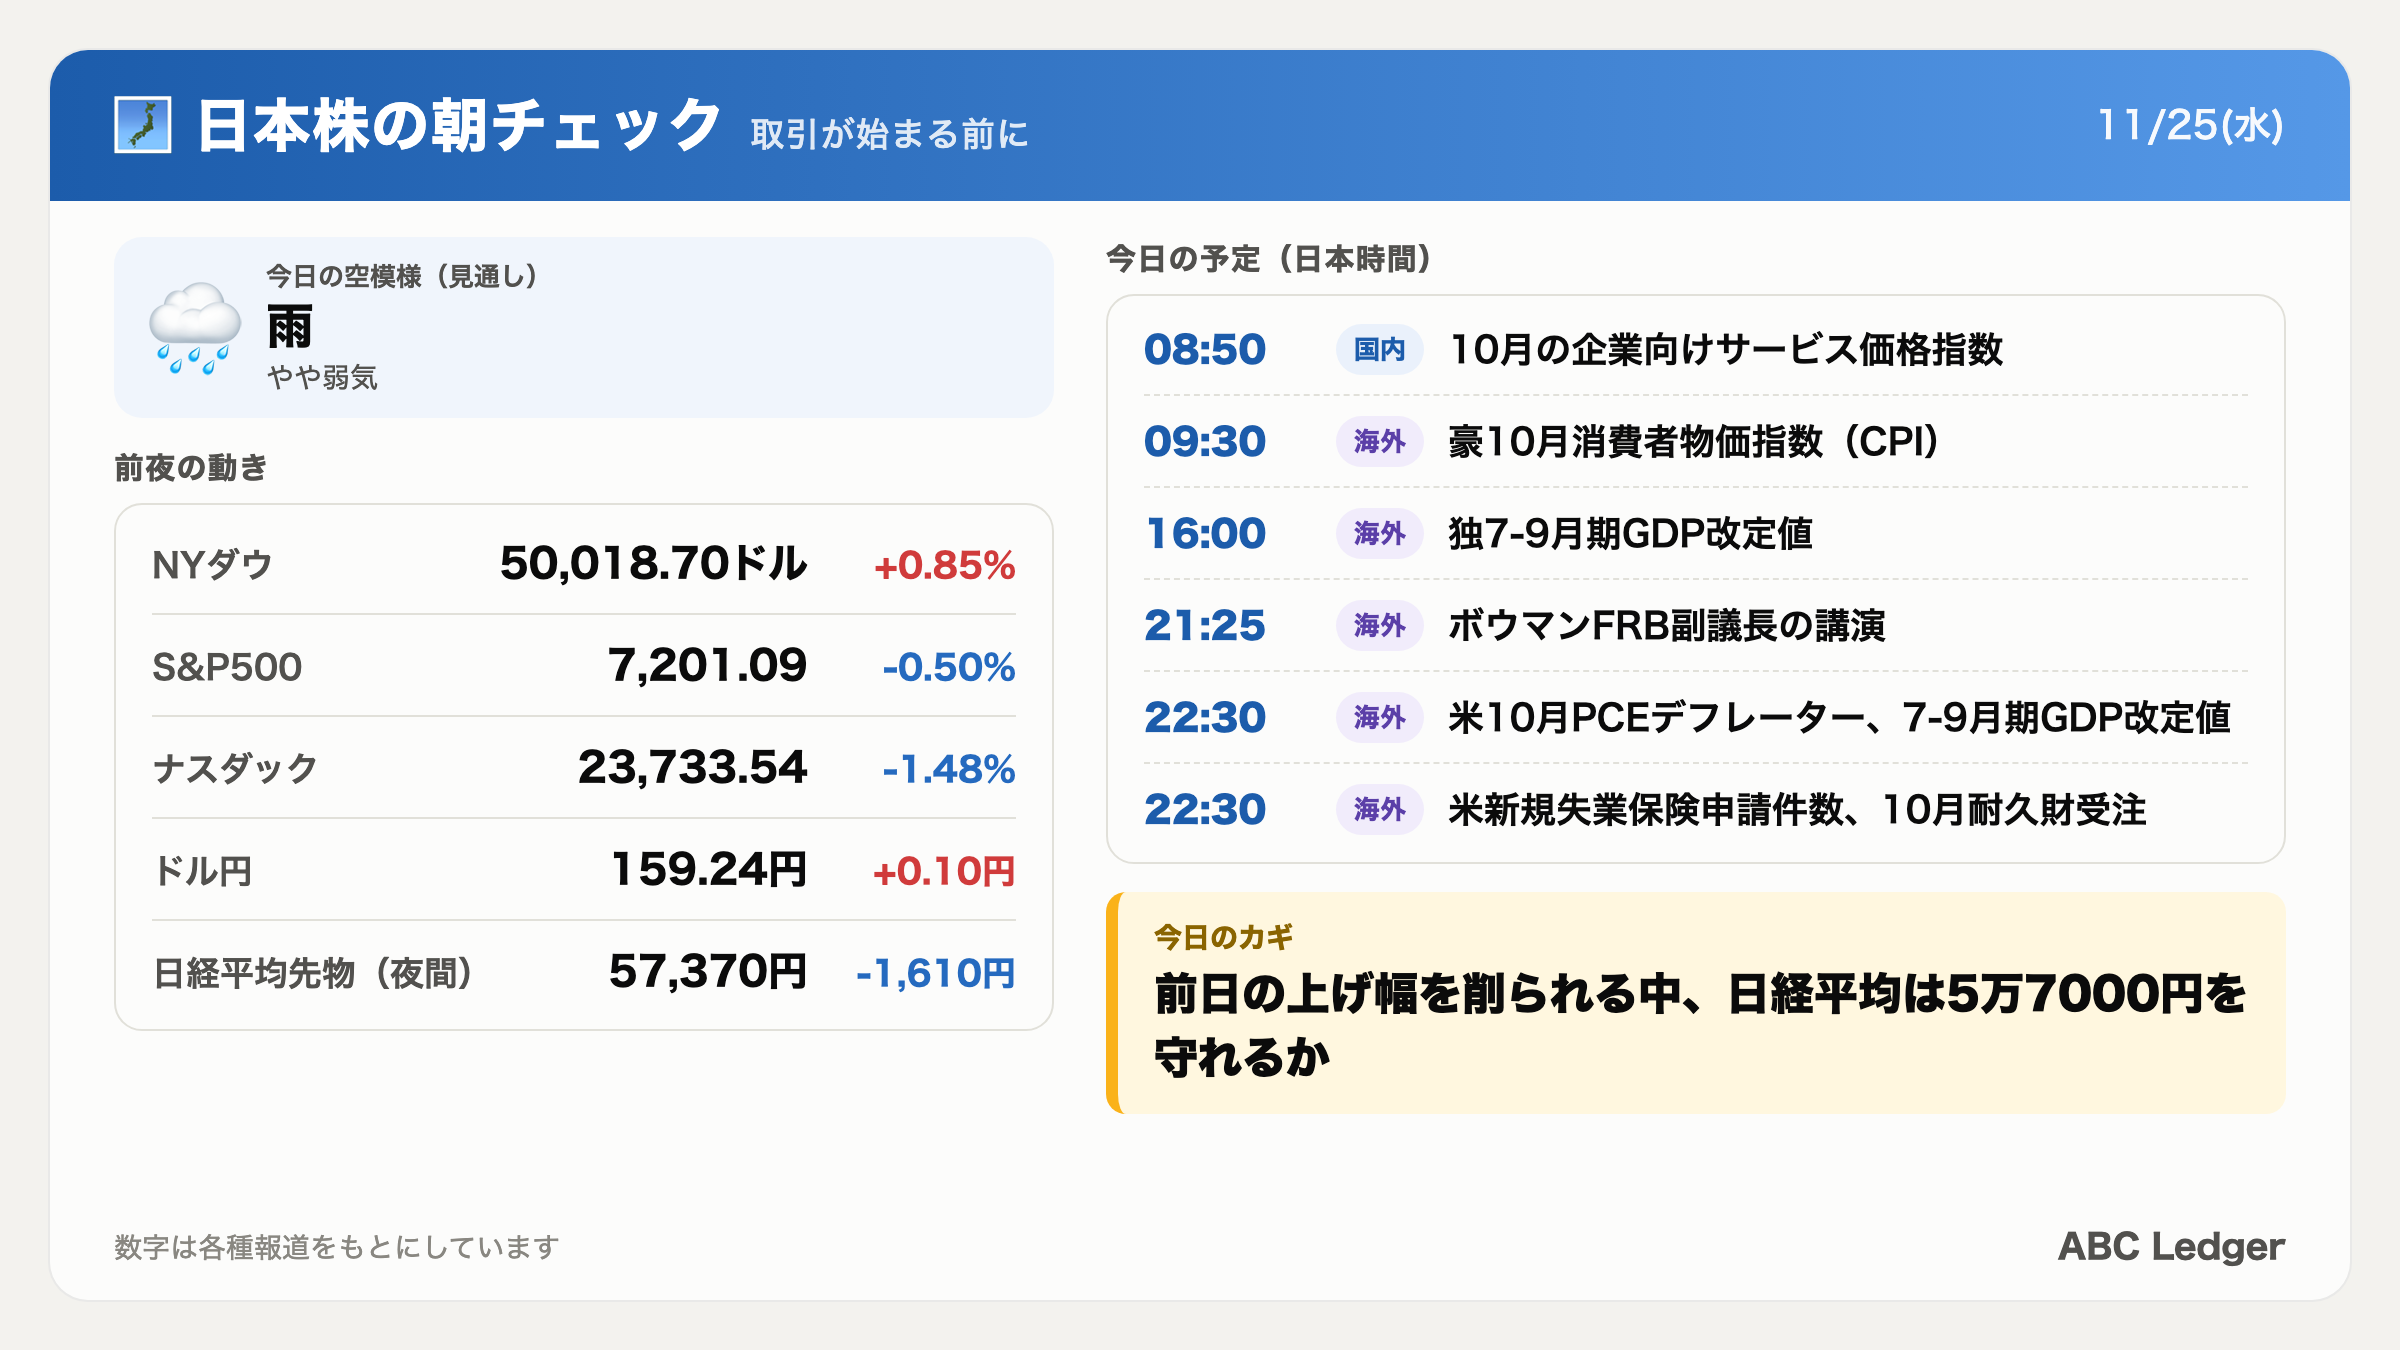 日本株の朝チェック 取引が始まる前に
11/25(水)
今日の空模様（見通し）
雨
やや弱気
前夜の動き
NYダウ 50,018.70ドル +0.85%
S&P500 7,201.09 -0.50%
ナスダック 23,733.54 -1.48%
ドル円 159.24円 +0.10円
日経平均先物（夜間） 57,370円 -1,610円
今日の予定（日本時間）
08:50 国内 10月の企業向けサービス価格指数
09:30 海外 豪10月消費者物価指数（CPI）
16:00 海外 独7-9月期GDP改定値
21:25 海外 ボウマンFRB副議長の講演
22:30 海外 米10月PCEデフレーター、7-9月期GDP改定値
22:30 海外 米新規失業保険申請件数、10月耐久財受注
今日のカギ
前日の上げ幅を削られる中、日経平均は5万7000円を
守れるか
数字は各種報道をもとにしています
ABC Ledger